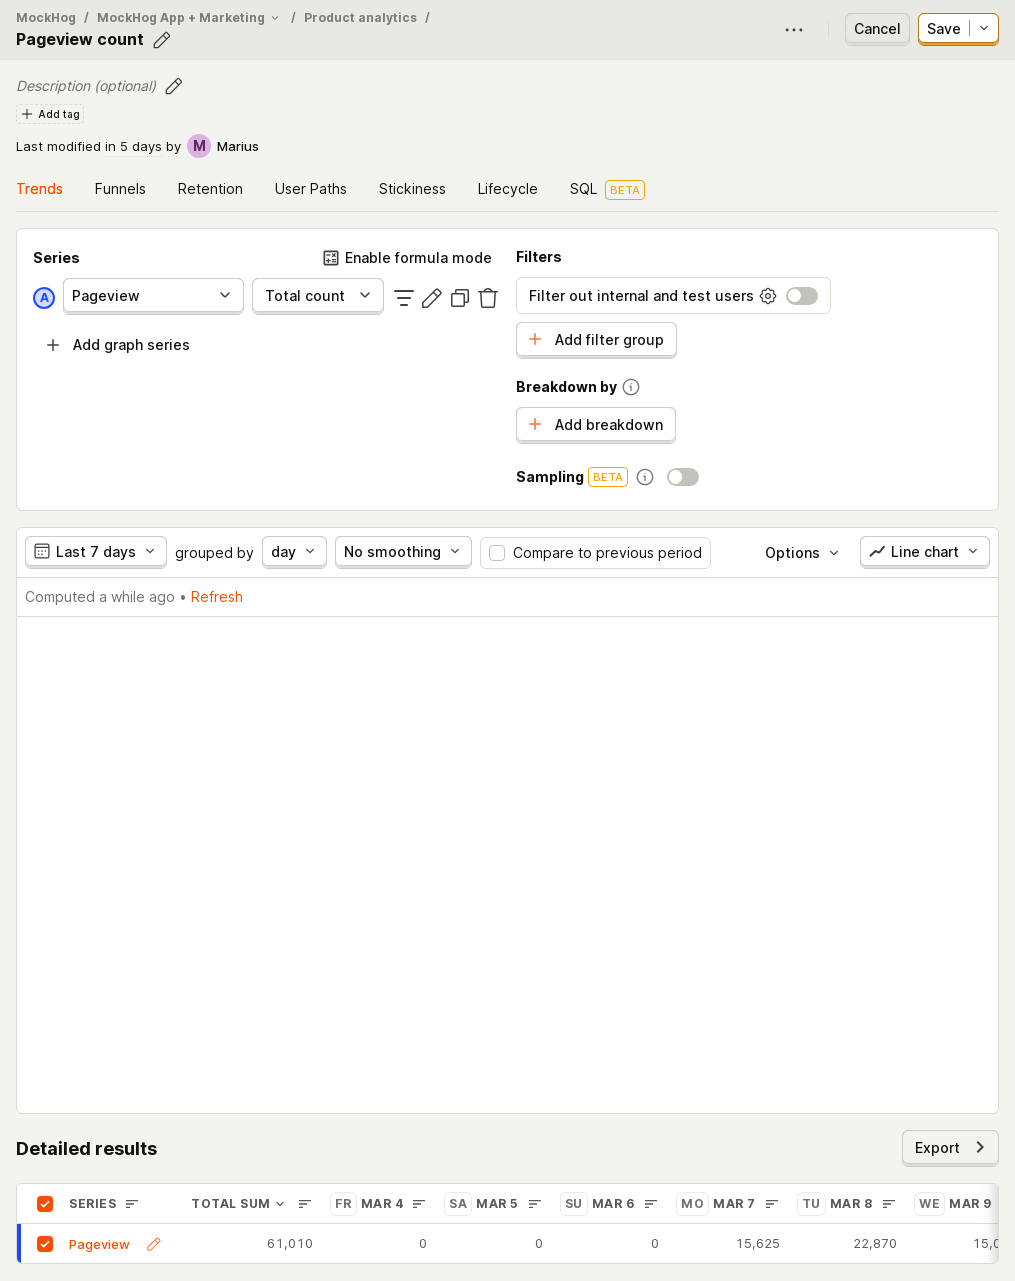 MockHog / MockHog App + Marketing / Product analytics /
Pageview count
Cancel
Save
Description (optional)
Add tag
Last modified in 5 days by M Marius
Trends Funnels Retention User Paths Stickiness Lifecycle SQL BETA
Series
Enable formula mode
A Pageview Total count
Add graph series
Filters
Filter out internal and test users
Add filter group
Breakdown by
Add breakdown
Sampling BETA
Last 7 days grouped by day No smoothing Compare to previous period Options Line chart
Computed a while ago • Refresh
Detailed results
Export
SERIES TOTAL SUM FR MAR 4 SA MAR 5 SU MAR 6 MO MAR 7 TU MAR 8 WE MAR 9
Pageview 61,010 0 0 0 15,625 22,870